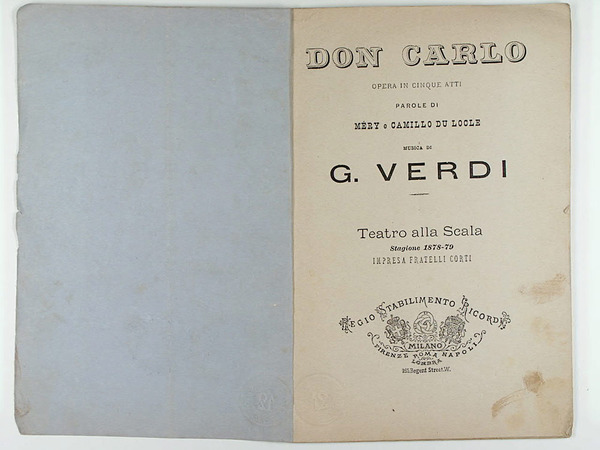 DON CARLO
OPERA IN CINQUE ATTI
PAROLE DI
MÉRY e CAMILLO DU LOCLE
MUSICA DI
G. VERDI
Teatro alla Scala
Stagione 1878-79
IMPRESA FRATELLI CORTI
REGIO STABILIMENTO RICORDI
MILANO
FIRENZE ROMA NAPOLI
LONDRA
265 Regent Street. W.